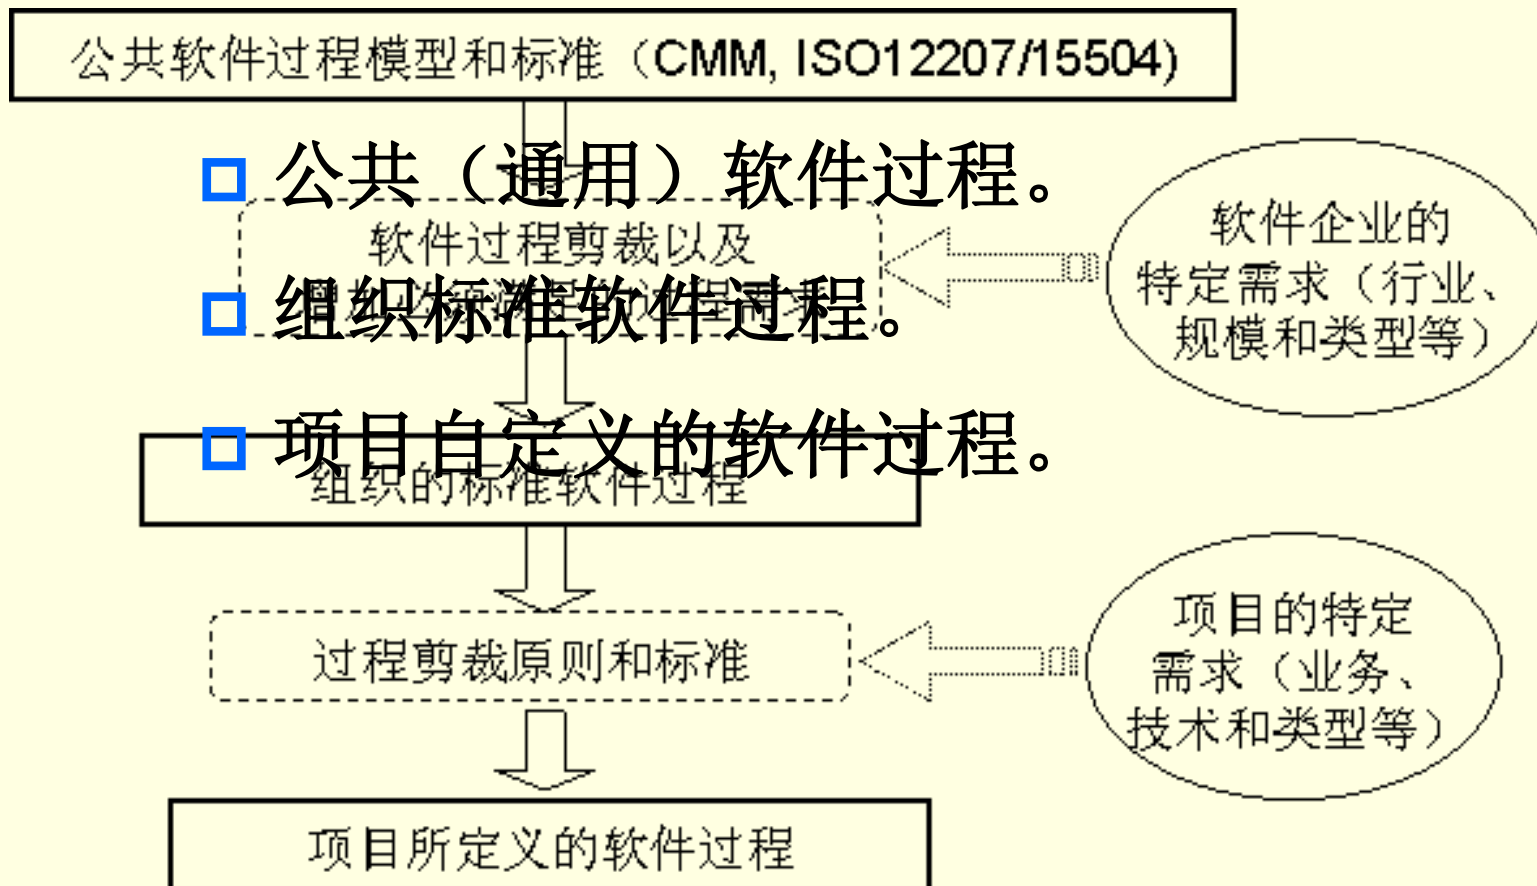 公共软件过程模型和标准（CMM, ISO12207/15504)
公共（通用）软件过程。
软件过程剪裁以及
软件企业的
特定需求（行业、
规模和类型等）
组织标准软件过程。
项目自定义的软件过程。
组织的标准软件过程
过程剪裁原则和标准
项目的特定
需求（业务、
技术和类型等）
项目所定义的软件过程